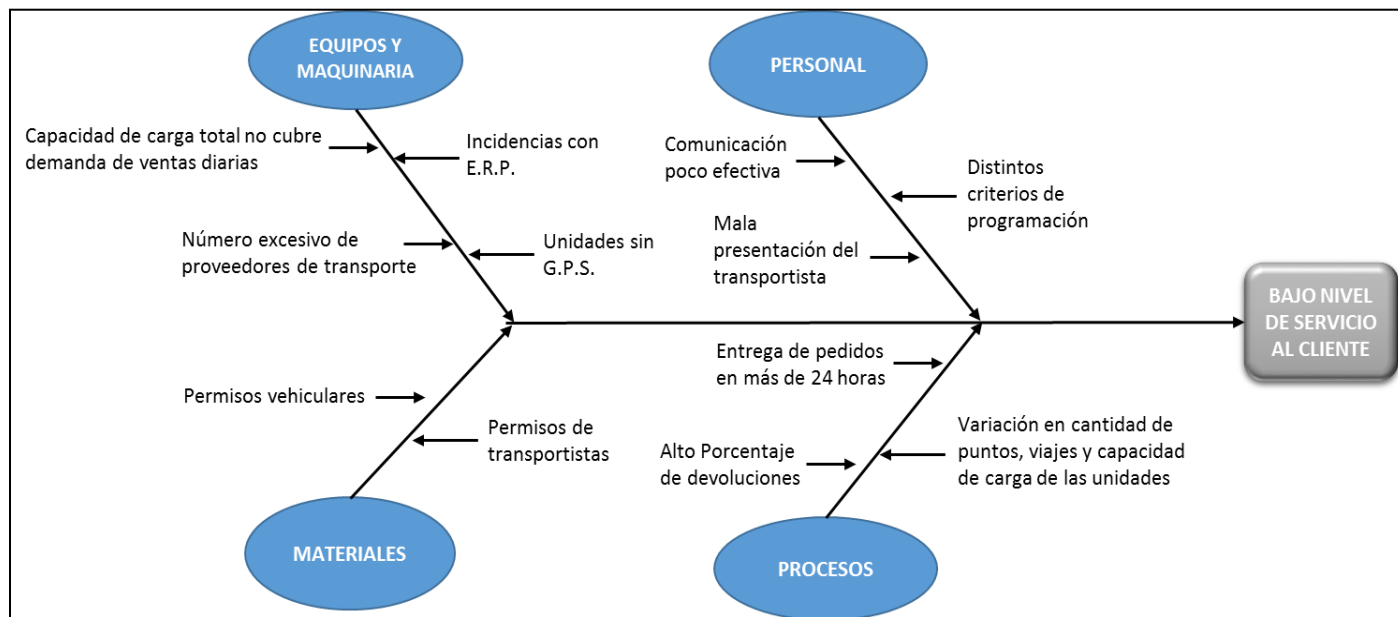 EQUIPOS Y
MAQUINARIA
PERSONAL
Capacidad de carga total no cubre
demanda de ventas diarias
Incidencias con
E.R.P.
Comunicación
poco efectiva
Distintos
criterios de
programación
Número excesivo de
proveedores de transporte
Unidades sin
G.P.S.
Mala
presentación del
transportista
BAJO NIVEL
DE SERVICIO
AL CLIENTE
Permisos vehiculares
Permisos de
transportistas
Entrega de pedidos
en más de 24 horas
Alto Porcentaje
de devoluciones
Variación en cantidad de
puntos, viajes y capacidad
de carga de las unidades
MATERIALES
PROCESOS